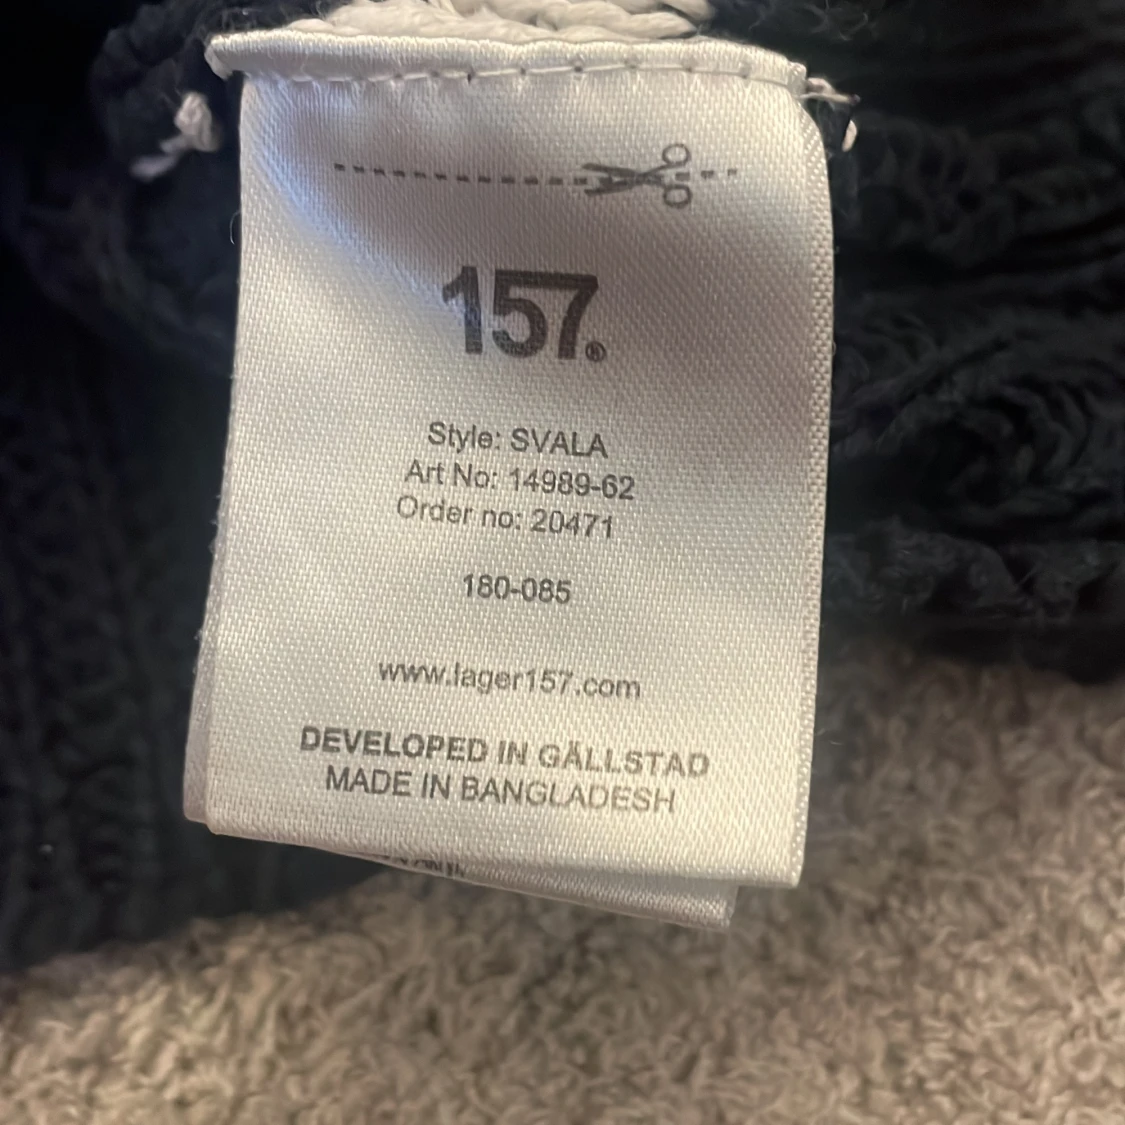 157.®
Style: SVALA
Art No: 14989-62
Order no: 20471
180-085
www.lager157.com
DEVELOPED IN GÄLLSTAD
MADE IN BANGLADESH